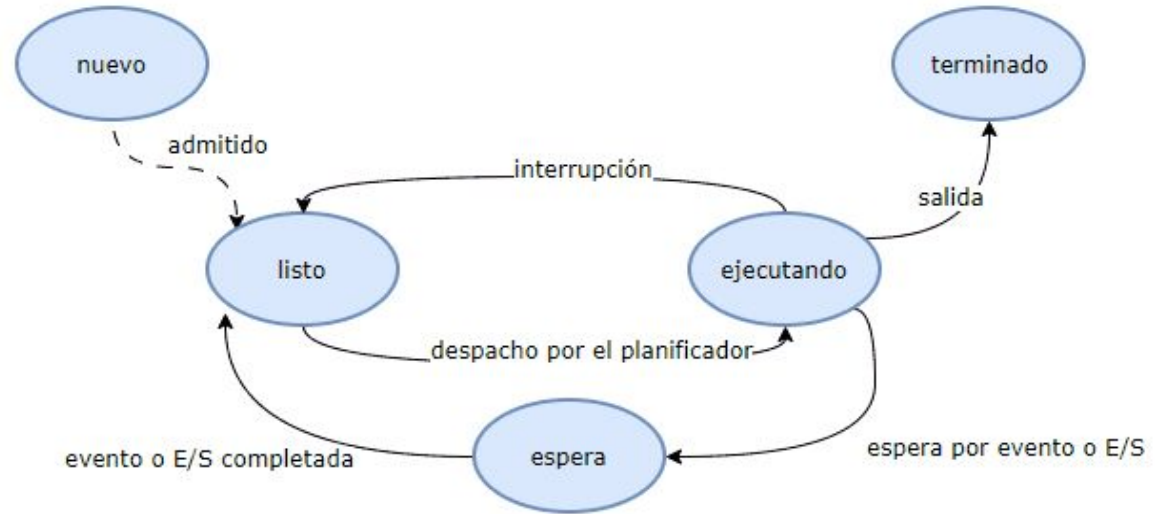 nuevo
terminado
admitido
interrupción
salida
listo
ejecutando
despacho por el planificador
evento o E/S completada
espera
espera por evento o E/S